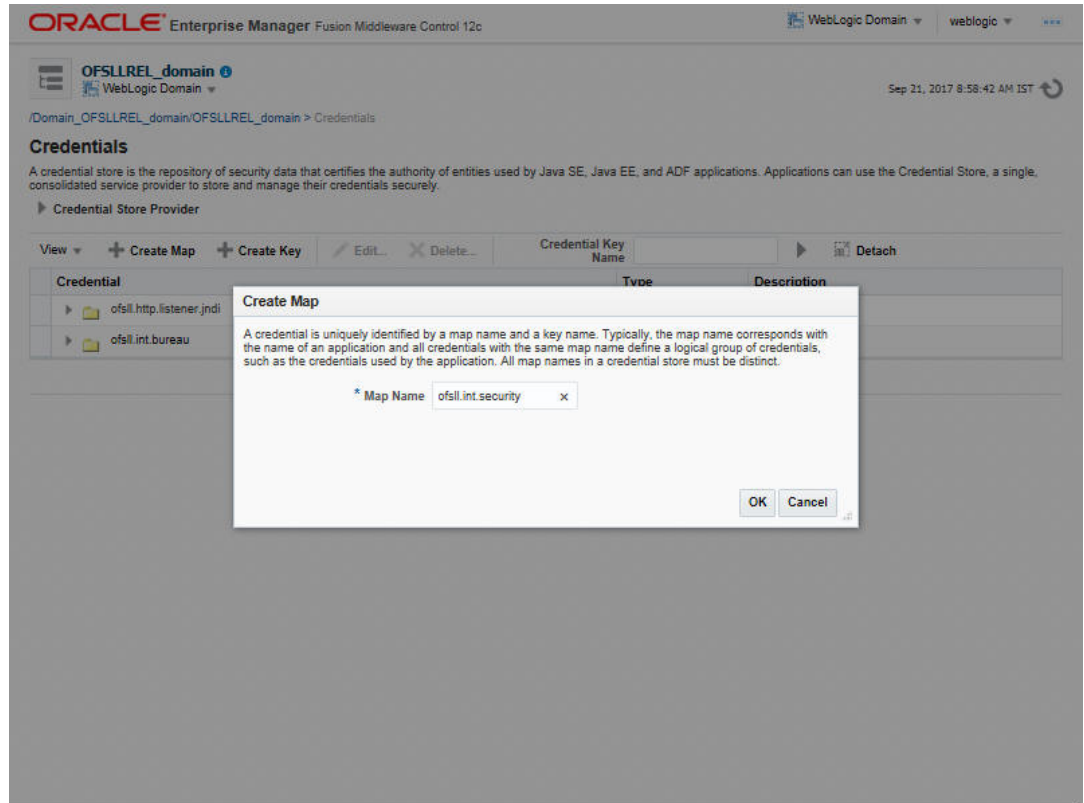 ORACLE Enterprise Manager Fusion Middleware Control 12c
WebLogic Domain
weblogic
OFSLLREL_domain
WebLogic Domain
Sep 21, 2017 8:58:42 AM IST
/Domain_OFSLLREL_domain/OFSLLREL_domain > Credentials
Credentials
A credential store is the repository of security data that certifies the authority of entities used by Java SE, Java EE, and ADF applications. Applications can use the Credential Store, a single,
consolidated service provider to store and manage their credentials securely.
Credential Store Provider
View
Create Map
Create Key
Edit...
Delete...
Credential Key
Name
Detach
Credential
Type
Description
ofsll.http.listener.jndi
ofsll.int.bureau
Create Map
A credential is uniquely identified by a map name and a key name. Typically, the map name corresponds with
the name of an application and all credentials with the same map name define a logical group of credentials,
such as the credentials used by the application. All map names in a credential store must be distinct.
* Map Name ofsll.int.security
OK
Cancel